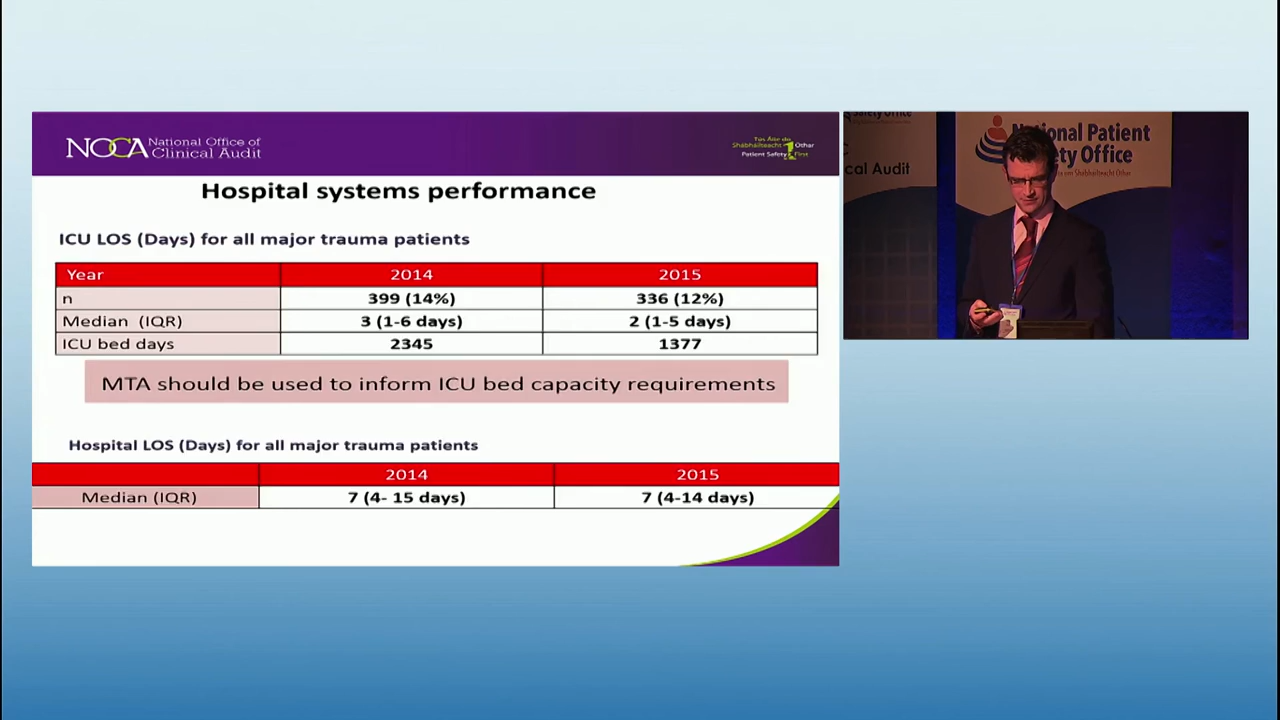 NOCA National Office of
Clinical Audit
Tús Áite do
Shábháilteacht Othar
Patient Safety First
Hospital systems performance
ICU LOS (Days) for all major trauma patients
Year 2014 2015
n 399 (14%) 336 (12%)
Median (IQR) 3 (1-6 days) 2 (1-5 days)
ICU bed days 2345 1377
MTA should be used to inform ICU bed capacity requirements
Hospital LOS (Days) for all major trauma patients
2014 2015
Median (IQR) 7 (4- 15 days) 7 (4-14 days)
Safety Office
cal Audit
National Patient
ety Office